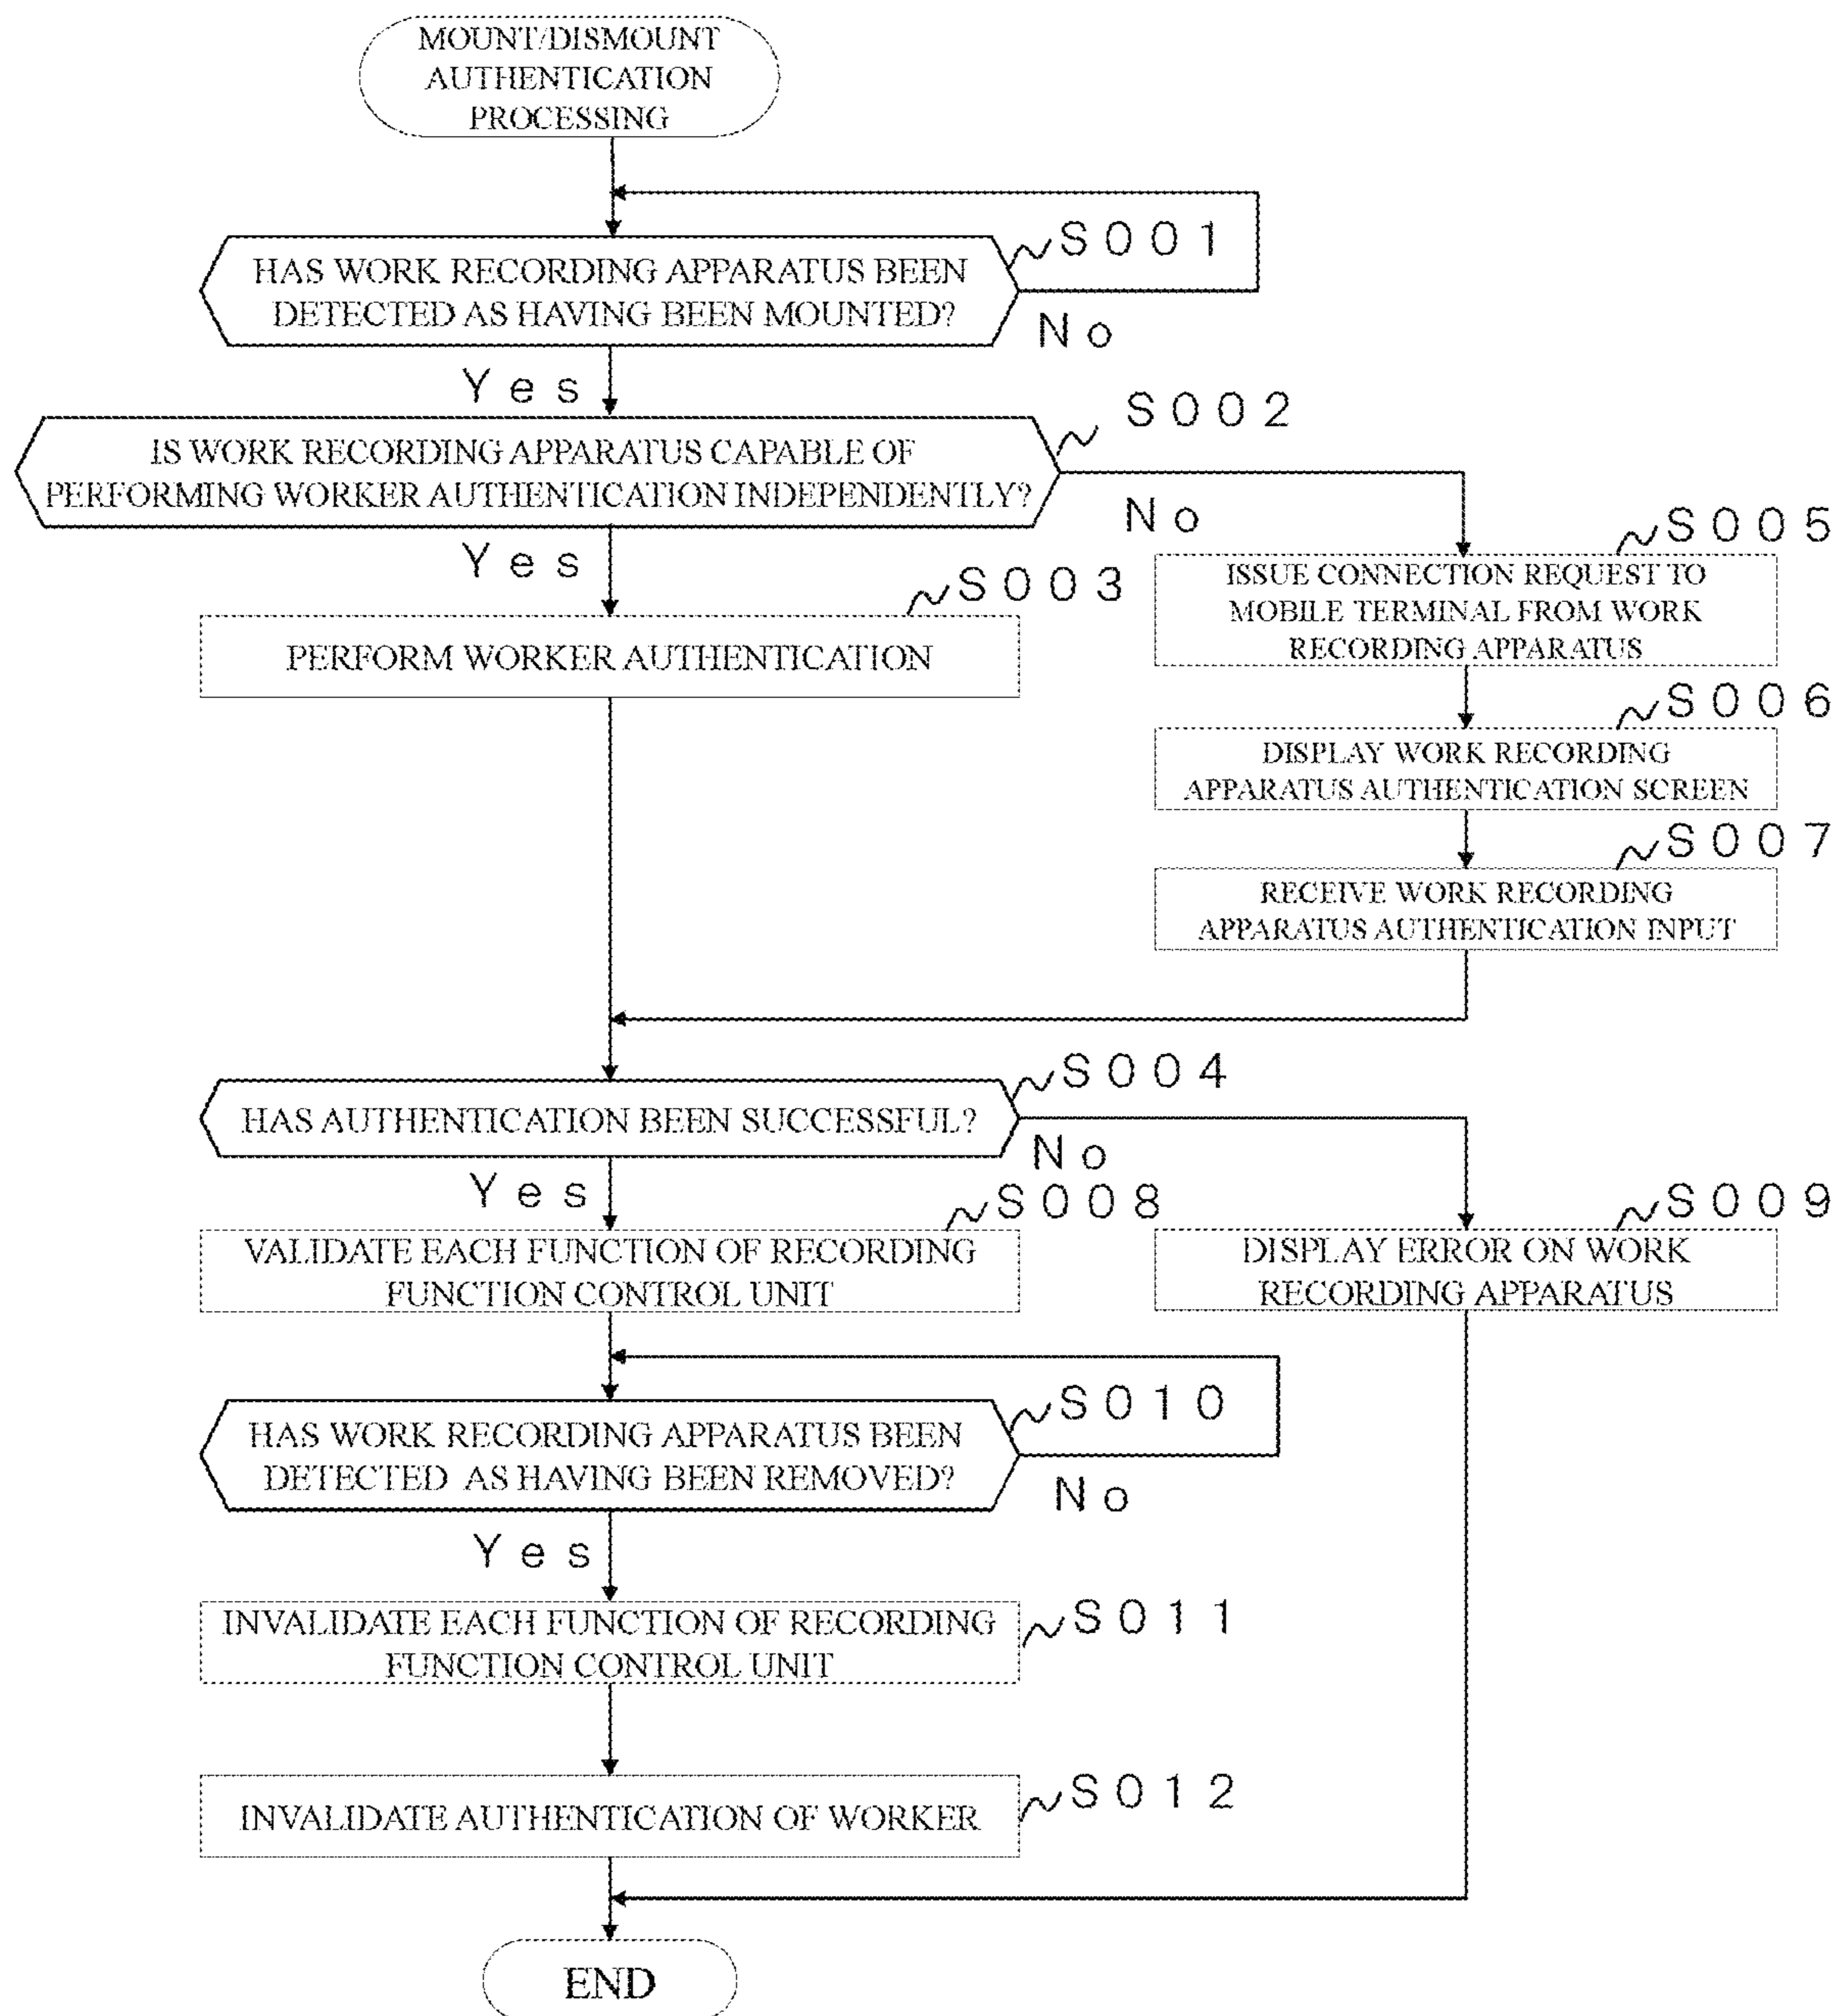 MOUNT/DISMOUNT
AUTHENTICATION
PROCESSING
S001
HAS WORK RECORDING APPARATUS BEEN
DETECTED AS HAVING BEEN MOUNTED?
No
Yes
S002
IS WORK RECORDING APPARATUS CAPABLE OF
PERFORMING WORKER AUTHENTICATION INDEPENDENTLY?
No
Yes
S003
PERFORM WORKER AUTHENTICATION
S005
ISSUE CONNECTION REQUEST TO
MOBILE TERMINAL FROM WORK
RECORDING APPARATUS
S006
DISPLAY WORK RECORDING
APPARATUS AUTHENTICATION SCREEN
S007
RECEIVE WORK RECORDING
APPARATUS AUTHENTICATION INPUT
S004
HAS AUTHENTICATION BEEN SUCCESSFUL?
No
Yes
S008
VALIDATE EACH FUNCTION OF RECORDING
FUNCTION CONTROL UNIT
S009
DISPLAY ERROR ON WORK
RECORDING APPARATUS
S010
HAS WORK RECORDING APPARATUS BEEN
DETECTED AS HAVING BEEN REMOVED?
No
Yes
S011
INVALIDATE EACH FUNCTION OF RECORDING
FUNCTION CONTROL UNIT
S012
INVALIDATE AUTHENTICATION OF WORKER
END